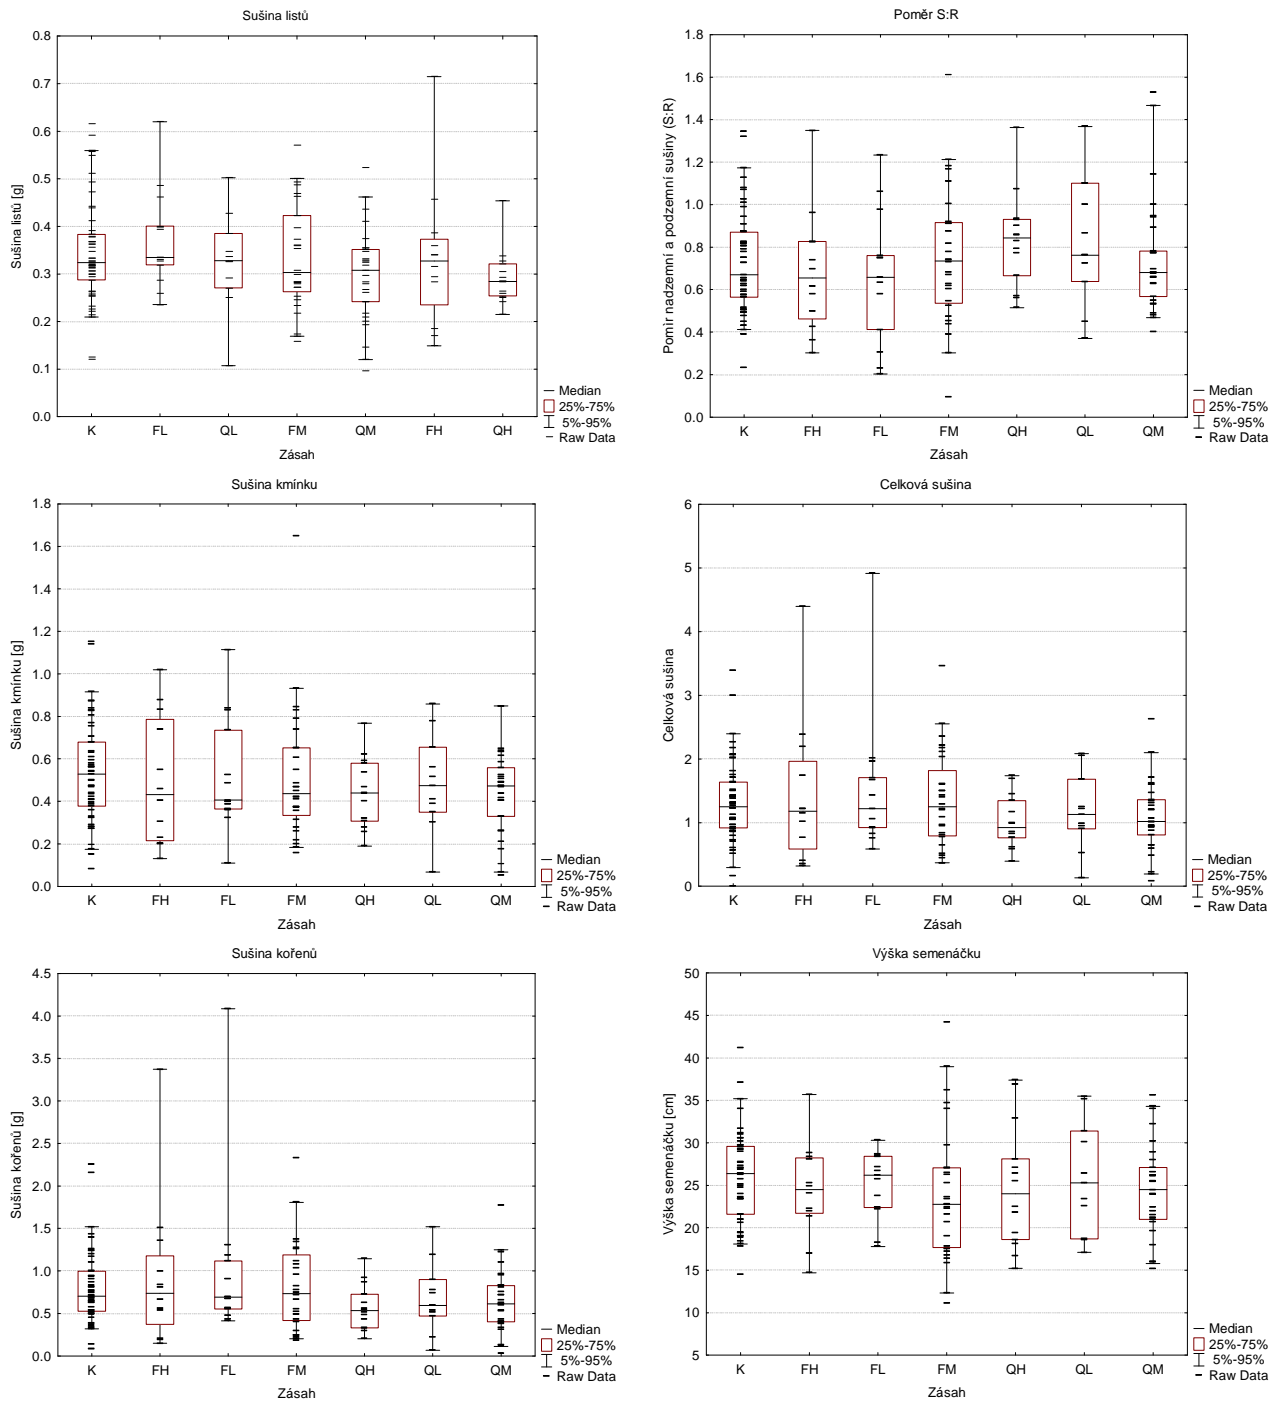 Sušina listů
0.8
0.7
0.6
0.5
0.4
0.3
0.2
0.1
0.0
Sušina listů [g]
K FL QL FM QM FH QH
Zásah
Median
25%-75%
5%-95%
Raw Data
Poměr S:R
1.8
1.6
1.4
1.2
1.0
0.8
0.6
0.4
0.2
0.0
Pomir nadzemní a podzemní sušiny (S:R)
K FH FL FM QH QL QM
Zásah
Median
25%-75%
5%-95%
Raw Data
Sušina kmínku
1.8
1.6
1.4
1.2
1.0
0.8
0.6
0.4
0.2
0.0
Sušina kmínku [g]
K FH FL FM QH QL QM
Zásah
Median
25%-75%
5%-95%
Raw Data
Celková sušina
6
5
4
3
2
1
0
Celková sušina
K FH FL FM QH QL QM
Zásah
Median
25%-75%
5%-95%
Raw Data
Sušina kořenů
4.5
4.0
3.5
3.0
2.5
2.0
1.5
1.0
0.5
0.0
Sušina kořenů [g]
K FH FL FM QH QL QM
Zásah
Median
25%-75%
5%-95%
Raw Data
Výška semenáčku
50
45
40
35
30
25
20
15
10
5
Výška semenáčku [cm]
K FH FL FM QH QL QM
Zásah
Median
25%-75%
5%-95%
Raw Data